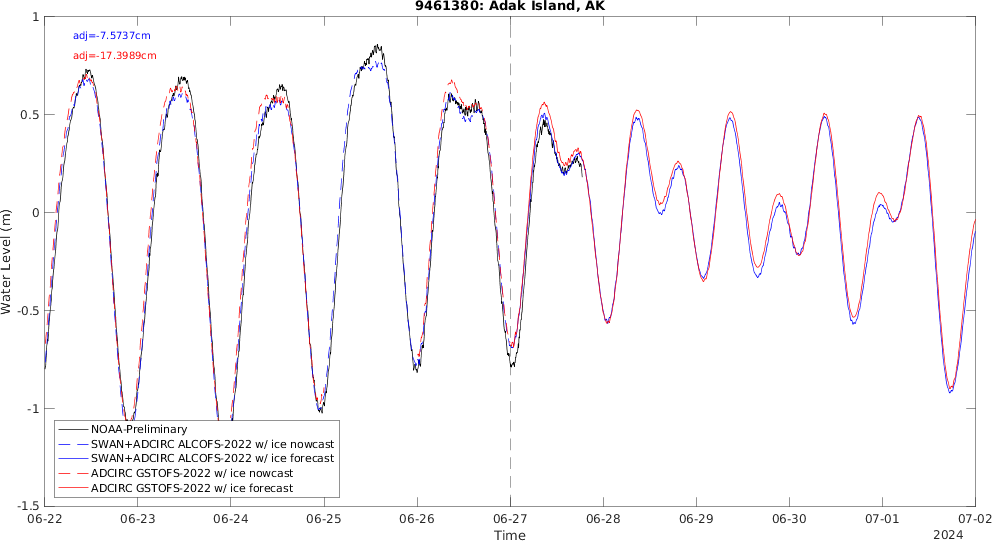 9461380: Adak Island, AK
adj=-7.5737cm
adj=-17.3989cm
Water Level (m)
1
0.5
0
-0.5
-1
-1.5
NOAA-Preliminary
SWAN+ADCIRC ALCOFS-2022 w/ ice nowcast
SWAN+ADCIRC ALCOFS-2022 w/ ice forecast
ADCIRC GSTOFS-2022 w/ ice nowcast
ADCIRC GSTOFS-2022 w/ ice forecast
06-22 06-23 06-24 06-25 06-26 06-27 06-28 06-29 06-30 07-01 07-02
Time
2024